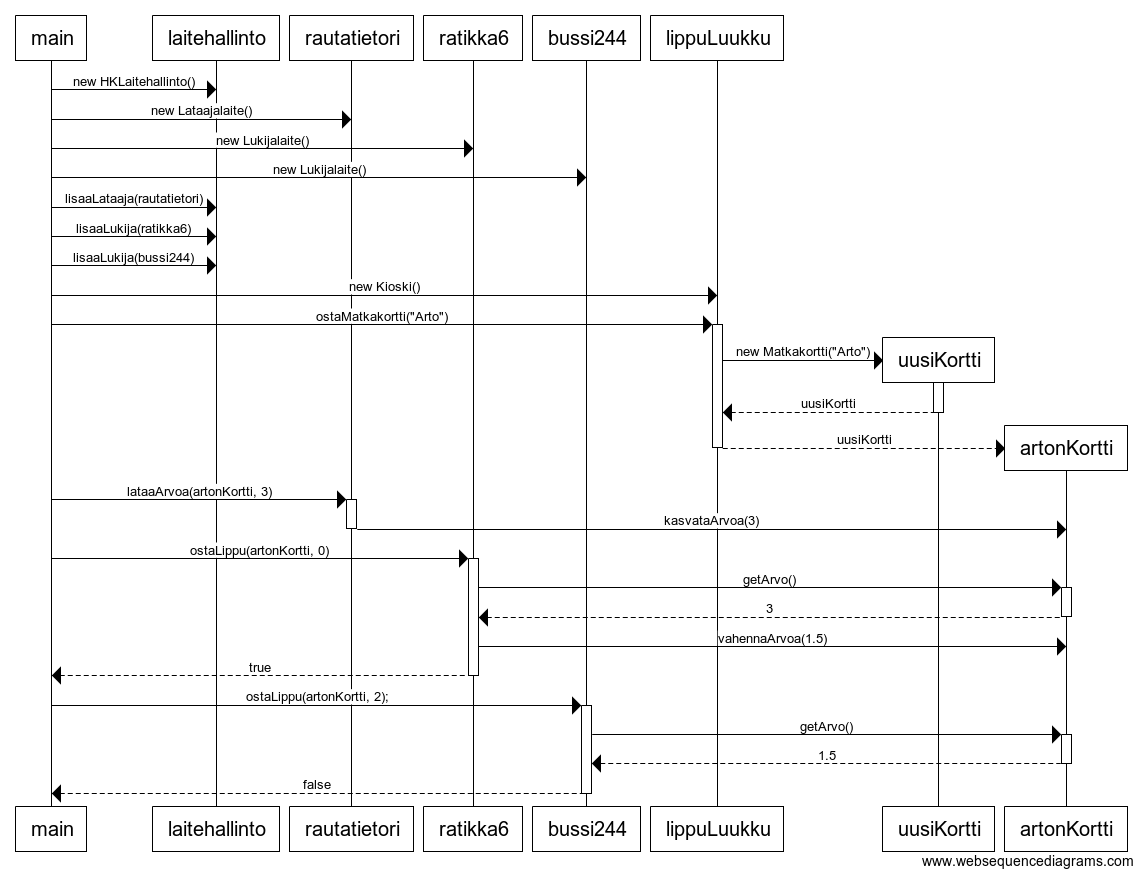 main laitehallinto rautatietori ratikka6 bussi244 lippuLuukku
new HKLaitehallinto()
new Lataajalaite()
new Lukijalaite()
new Lukijalaite()
lisaaLataaja(rautatietori)
lisaaLukija(ratikka6)
lisaaLukija(bussi244)
new Kioski()
ostaMatkakortti("Arto")
new Matkakortti("Arto") uusiKortti
uusiKortti
uusiKortti artonKortti
lataaArvoa(artonKortti, 3)
kasvataArvoa(3)
ostaLippu(artonKortti, 0)
getArvo()
3
vahennaArvoa(1.5)
true
ostaLippu(artonKortti, 2);
getArvo()
1.5
false
main laitehallinto rautatietori ratikka6 bussi244 lippuLuukku uusiKortti artonKortti
www.websequencediagrams.com